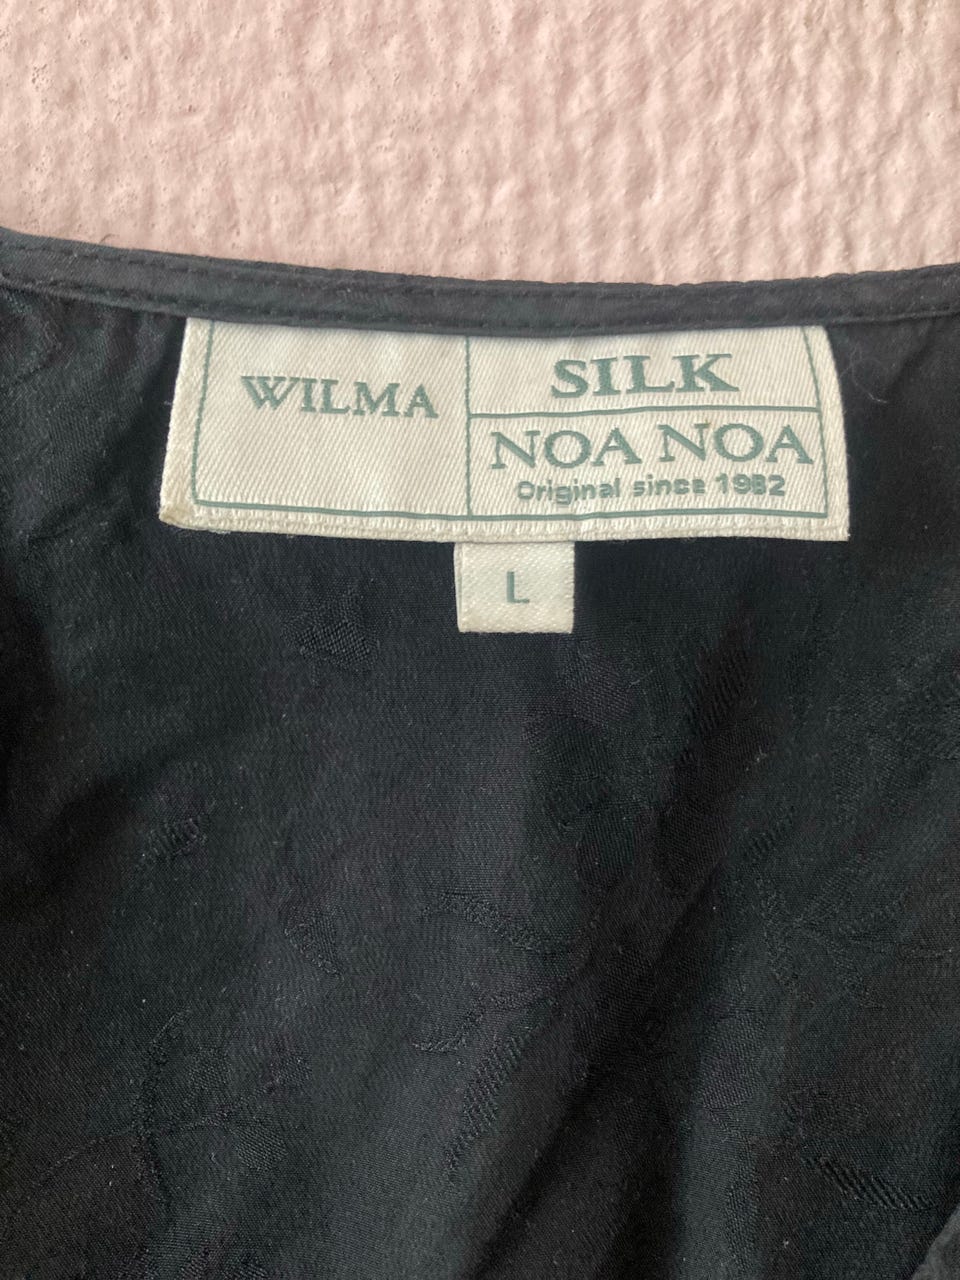 WILMA
SILK
NOA NOA
Original since 1982
L